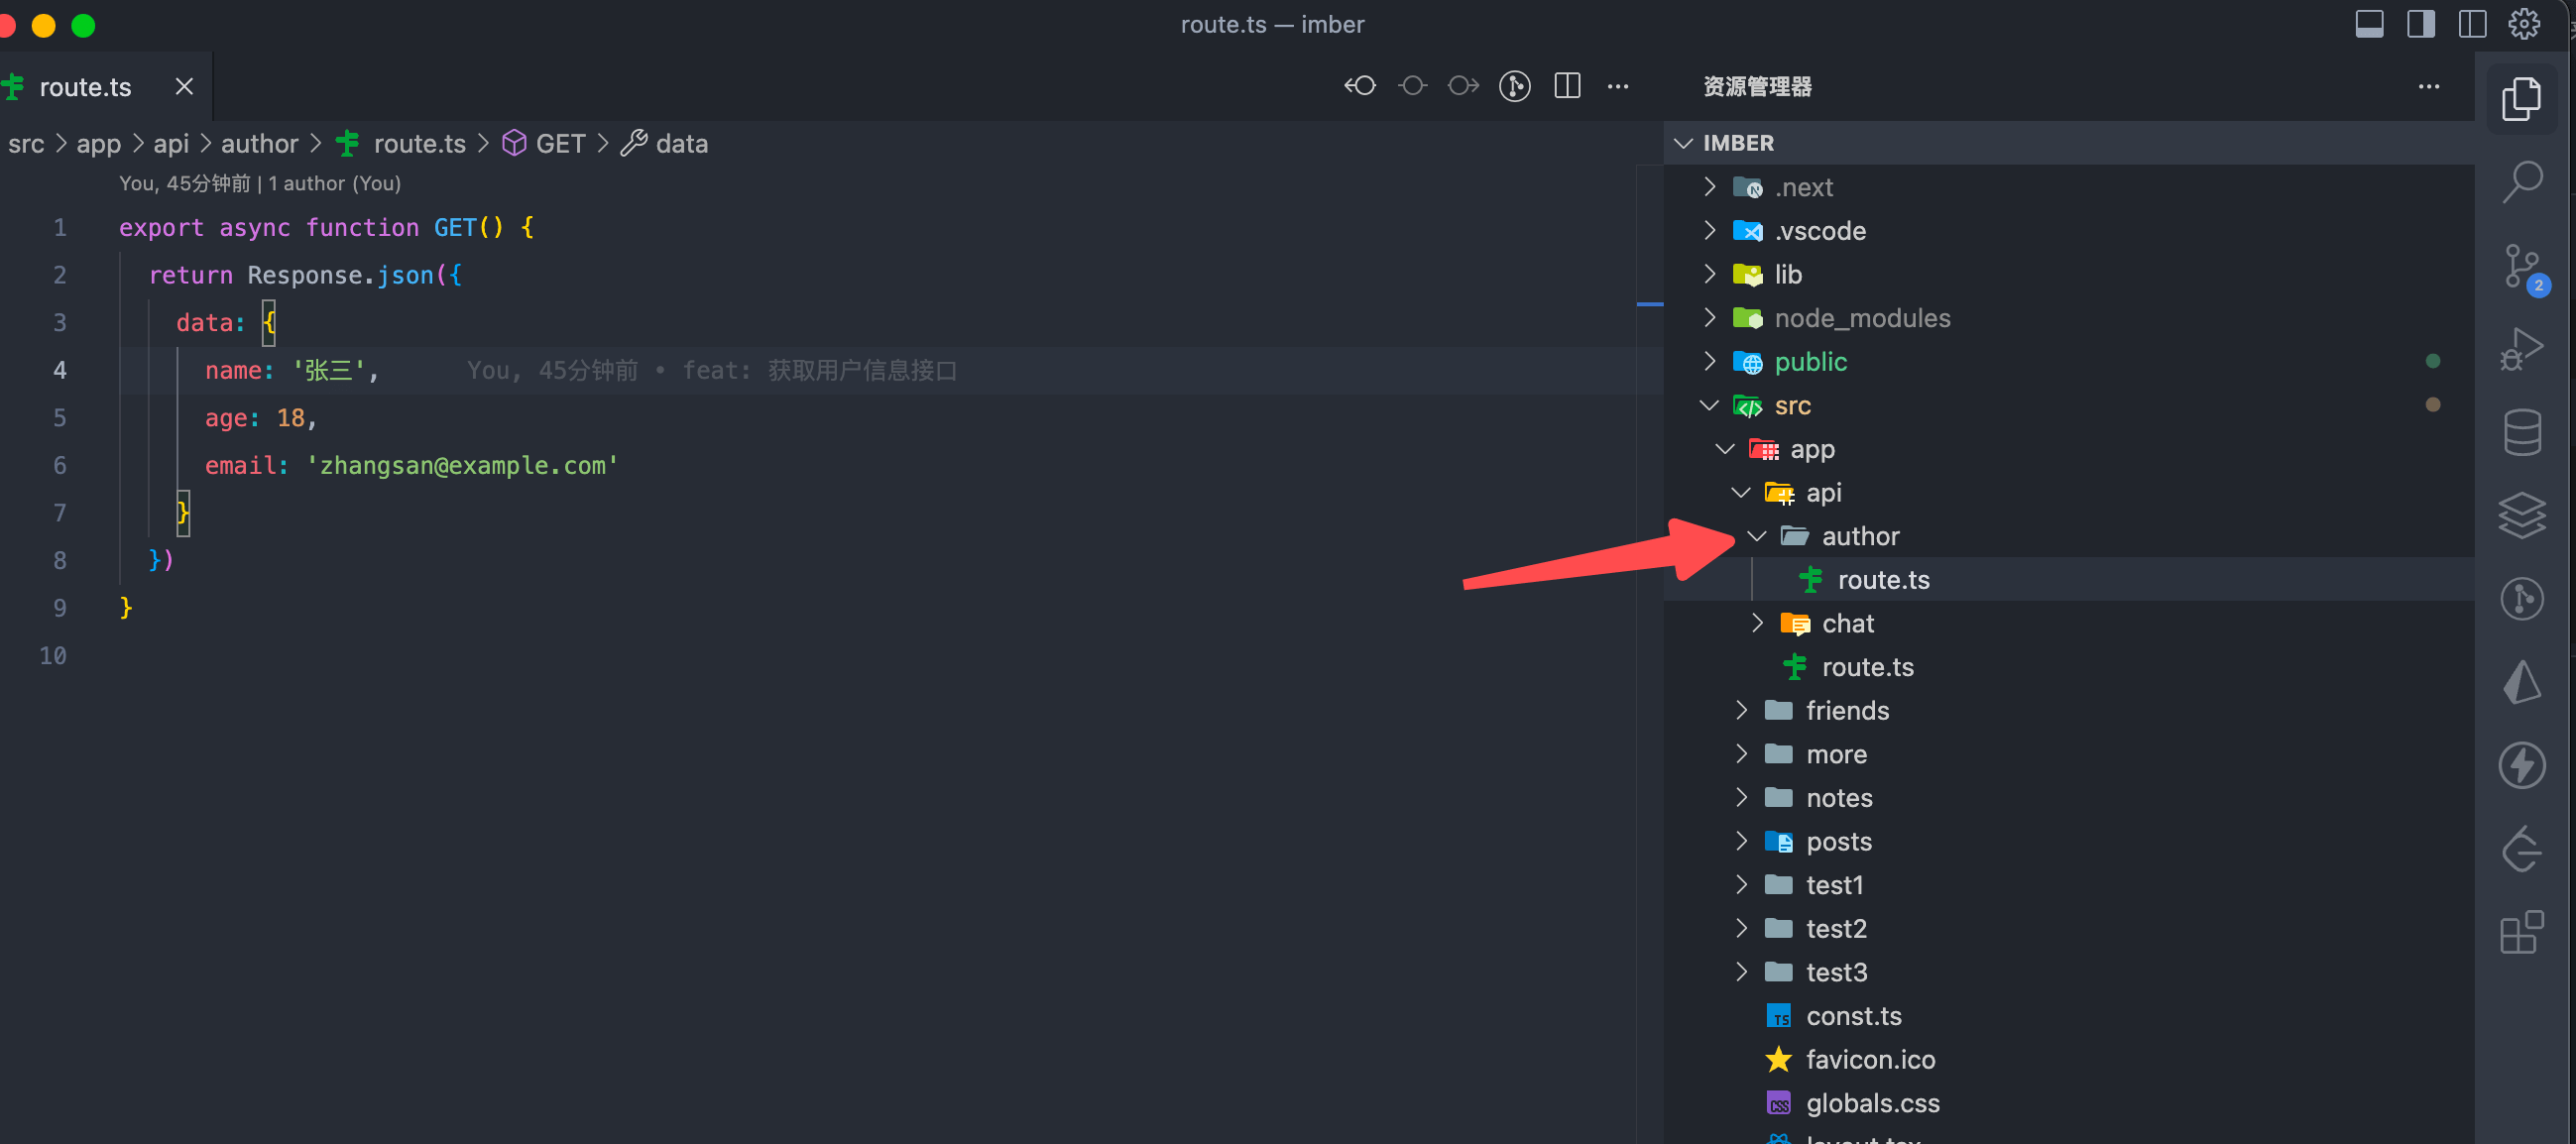 route.ts — imber
route.ts
资源管理器
src > app > api > author > route.ts > GET > data
IMBER
You, 45分钟前 | 1 author (You)
1 export async function GET() {
2 return Response.json({
3 data: {
4 name: '张三', You, 45分钟前 • feat: 获取用户信息接口
5 age: 18,
6 email: 'zhangsan@example.com'
7 }
8 })
9 }
10
.next
.vscode
lib
node_modules
public
src
app
api
author
route.ts
chat
route.ts
friends
more
notes
posts
test1
test2
test3
TS const.ts
favicon.ico
CSS globals.css
2